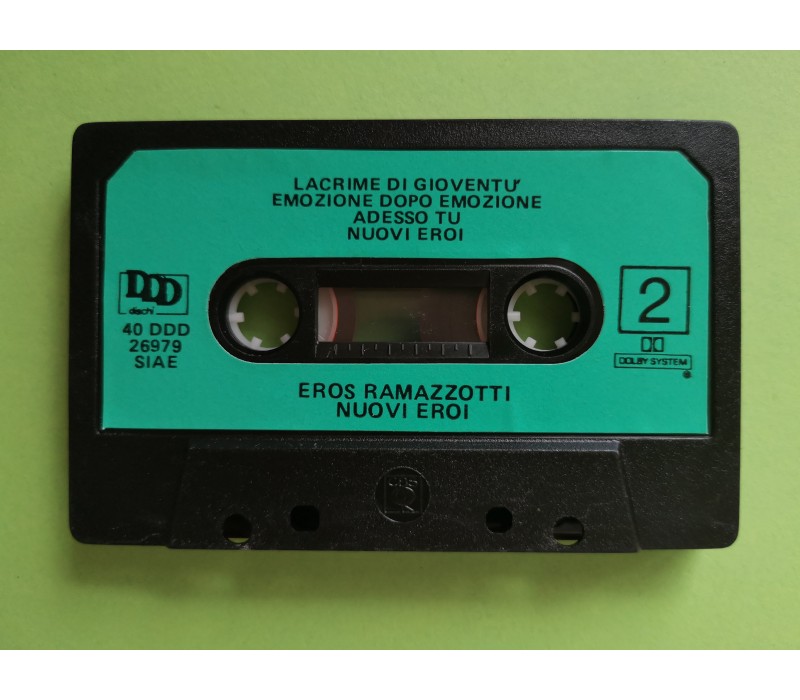 LACRIME DI GIOVENTU'
EMOZIONE DOPO EMOZIONE
ADESSO TU
NUOVI EROI
DDD
dischi
40 DDD
26979
SIAE
2
DOLBY SYSTEM
®
EROS RAMAZZOTTI
NUOVI EROI